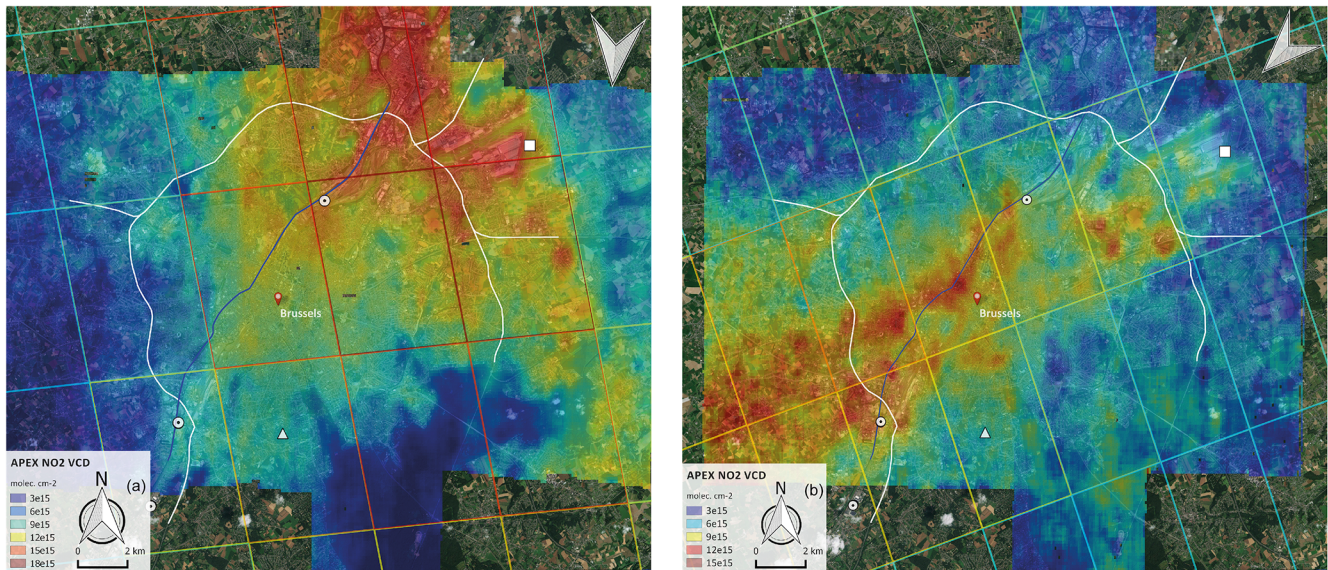 Brussels
APEX NO2 VCD
molec. cm-2
N
(a)
3e15
6e15
9e15
12e15
15e15
18e15
0
2 km
Brussels
APEX NO2 VCD
molec. cm-2
N
(b)
3e15
6e15
9e15
12e15
15e15
0
2 km